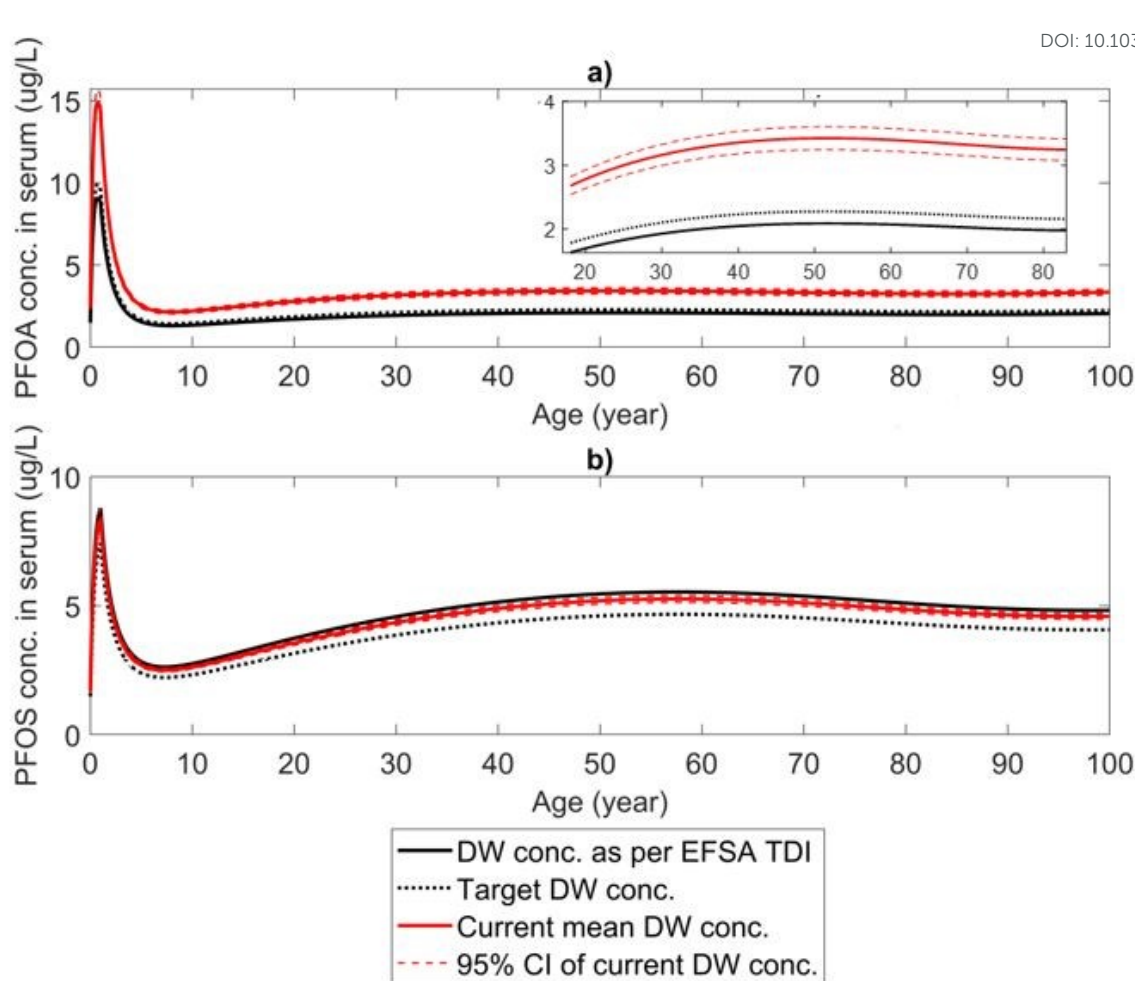 DOI: 10.103
a)
PFOA conc. in serum (ug/L)
15
10
5
0
4
3
2
20 30 40 50 60 70 80
0 10 20 30 40 50 60 70 80 90 100
Age (year)
b)
PFOS conc. in serum (ug/L)
10
5
0
0 10 20 30 40 50 60 70 80 90 100
Age (year)
DW conc. as per EFSA TDI
Target DW conc.
Current mean DW conc.
95% CI of current DW conc.